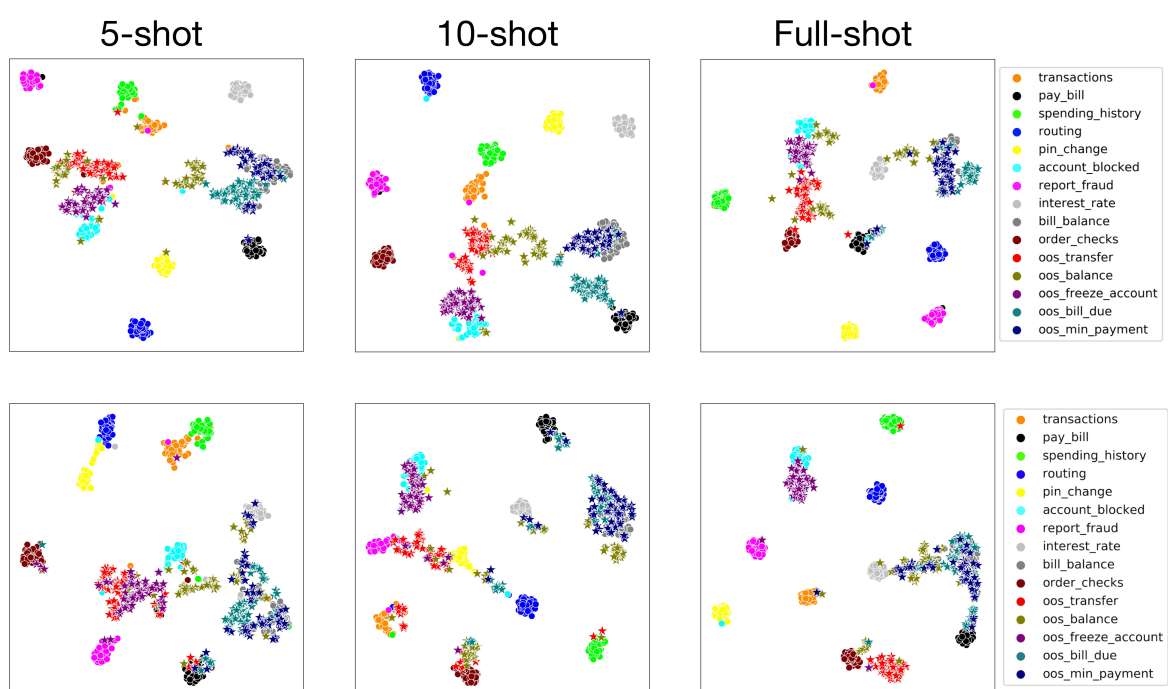 5-shot
10-shot
Full-shot
transactions
pay_bill
spending_history
routing
pin_change
account_blocked
report_fraud
interest_rate
bill_balance
order_checks
oos_transfer
oos_balance
oos_freeze_account
oos_bill_due
oos_min_payment
transactions
pay_bill
spending_history
routing
pin_change
account_blocked
report_fraud
interest_rate
bill_balance
order_checks
oos_transfer
oos_balance
oos_freeze_account
oos_bill_due
oos_min_payment